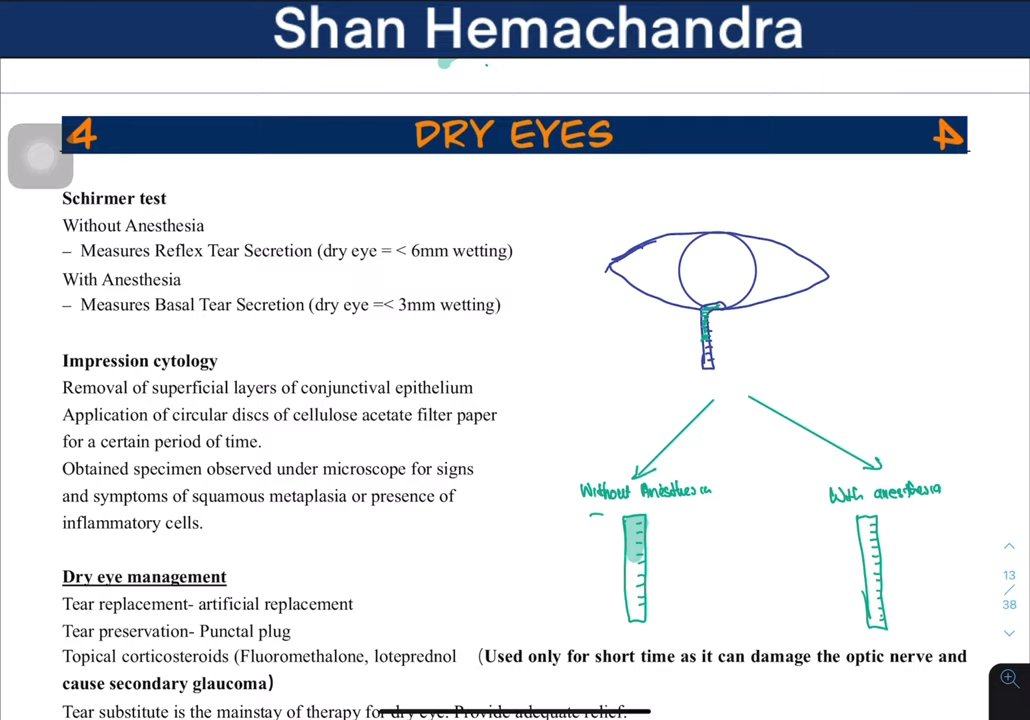 Shan Hemachandra
4 DRY EYES 4
Schirmer test
Without Anesthesia
– Measures Reflex Tear Secretion (dry eye = < 6mm wetting)
With Anesthesia
– Measures Basal Tear Secretion (dry eye =< 3mm wetting)
Impression cytology
Removal of superficial layers of conjunctival epithelium
Application of circular discs of cellulose acetate filter paper
for a certain period of time.
Obtained specimen observed under microscope for signs
and symptoms of squamous metaplasia or presence of
inflammatory cells.
Without Anesthesia
With anesthesia
Dry eye management
Tear replacement- artificial replacement
Tear preservation- Punctal plug
Topical corticosteroids (Fluoromethalone, loteprednol (Used only for short time as it can damage the optic nerve and
cause secondary glaucoma)
Tear substitute is the mainstay of therapy for dry eye. Provide adequate relief.
13
/
38